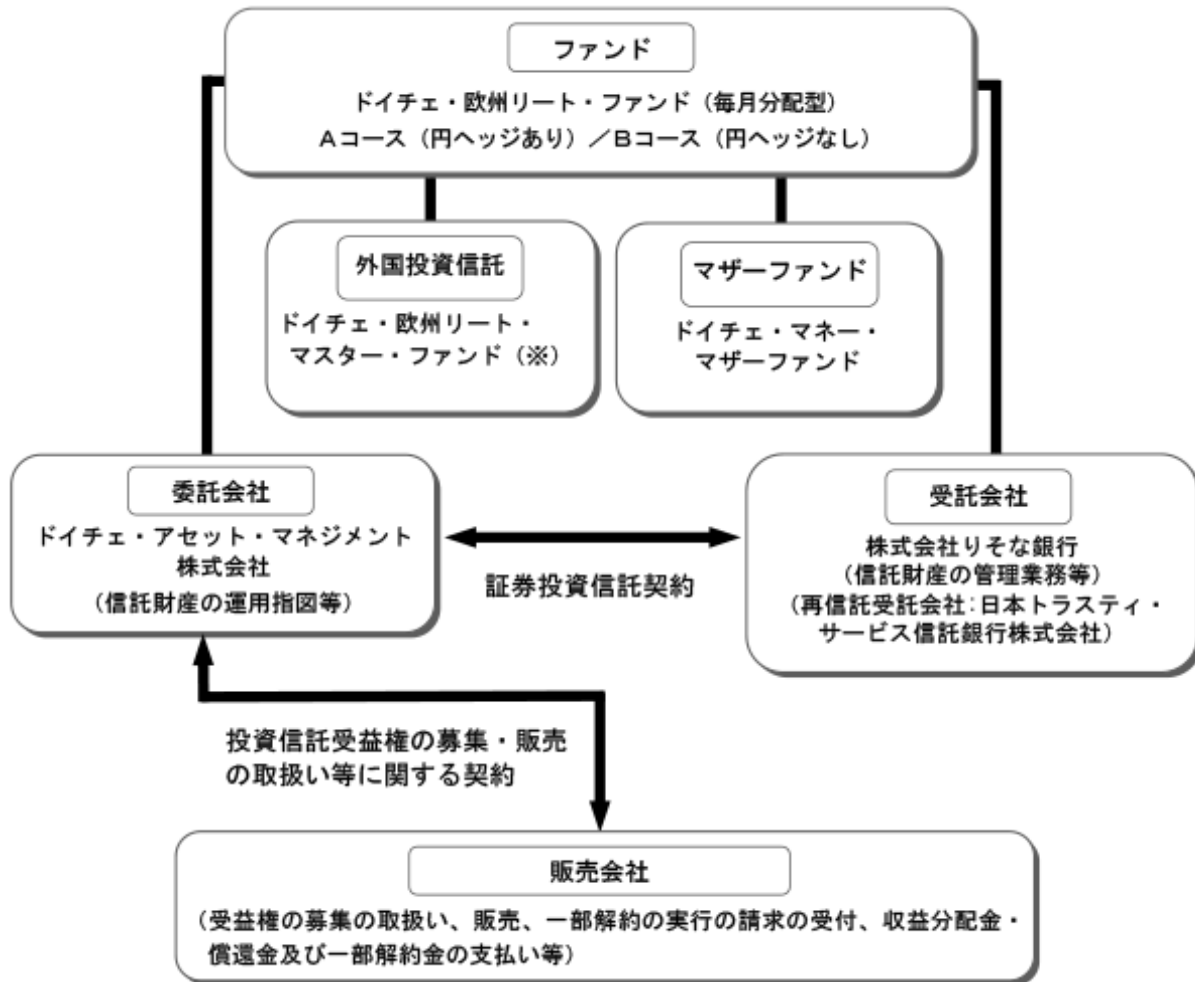 ファンド
ドイチェ・欧州リート・ファンド（毎月分配型）
Aコース（円ヘッジあり）／Bコース（円ヘッジなし）
外国投資信託
ドイチェ・欧州リート・
マスター・ファンド（※）
マザーファンド
ドイチェ・マネー・
マザーファンド
委託会社
ドイチェ・アセット・マネジメント
株式会社
（信託財産の運用指図等）
証券投資信託契約
受託会社
株式会社りそな銀行
（信託財産の管理業務等）
（再信託受託会社：日本トラスティ・
サービス信託銀行株式会社）
投資信託受益権の募集・販売
の取扱い等に関する契約
販売会社
（受益権の募集の取扱い、販売、一部解約の実行の請求の受付、収益分配金・
償還金及び一部解約金の支払い等）